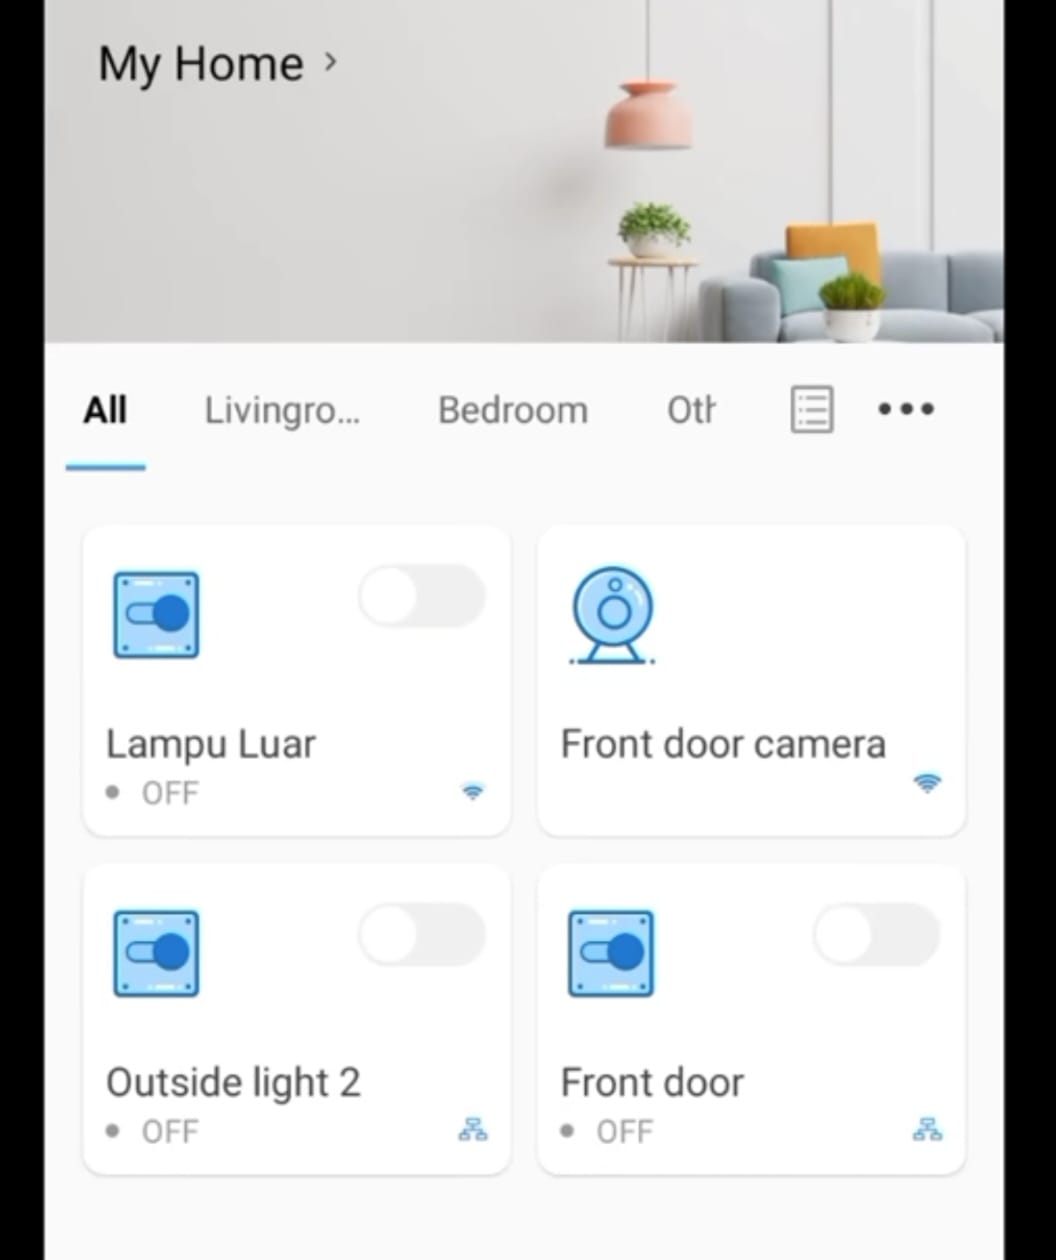 My Home
All Livingro... Bedroom Oth
Lampu Luar
OFF
Front door camera
Outside light 2
OFF
Front door
OFF